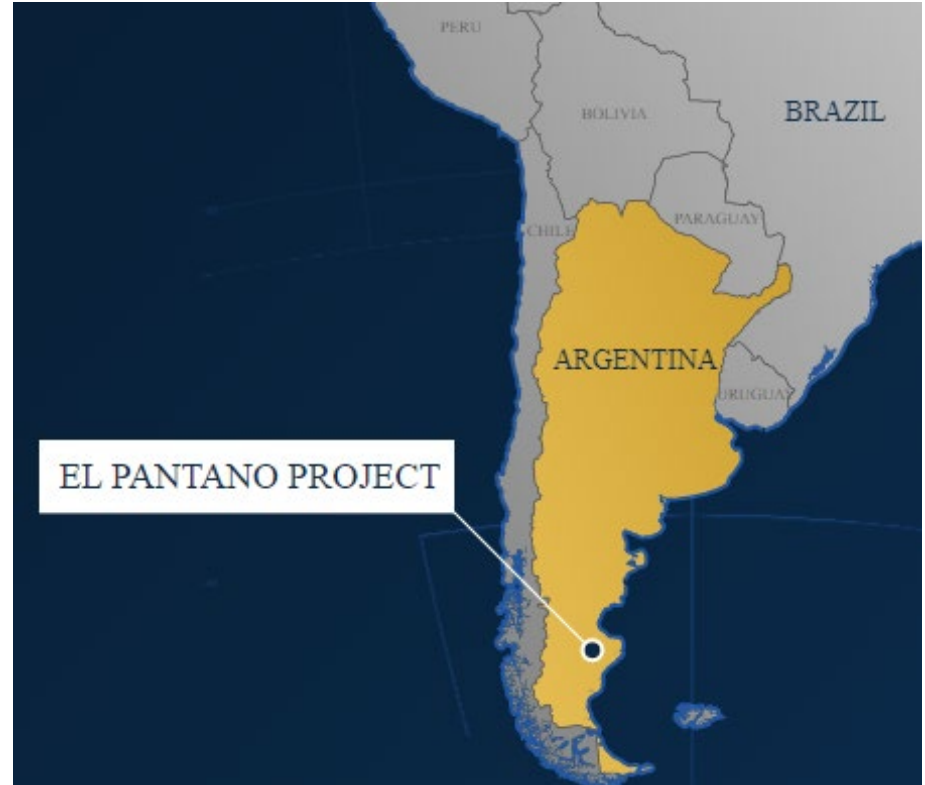 PERU
BOLIVIA
BRAZIL
PARAGUAY
CHILE
ARGENTINA
URUGUAY
EL PANTANO PROJECT